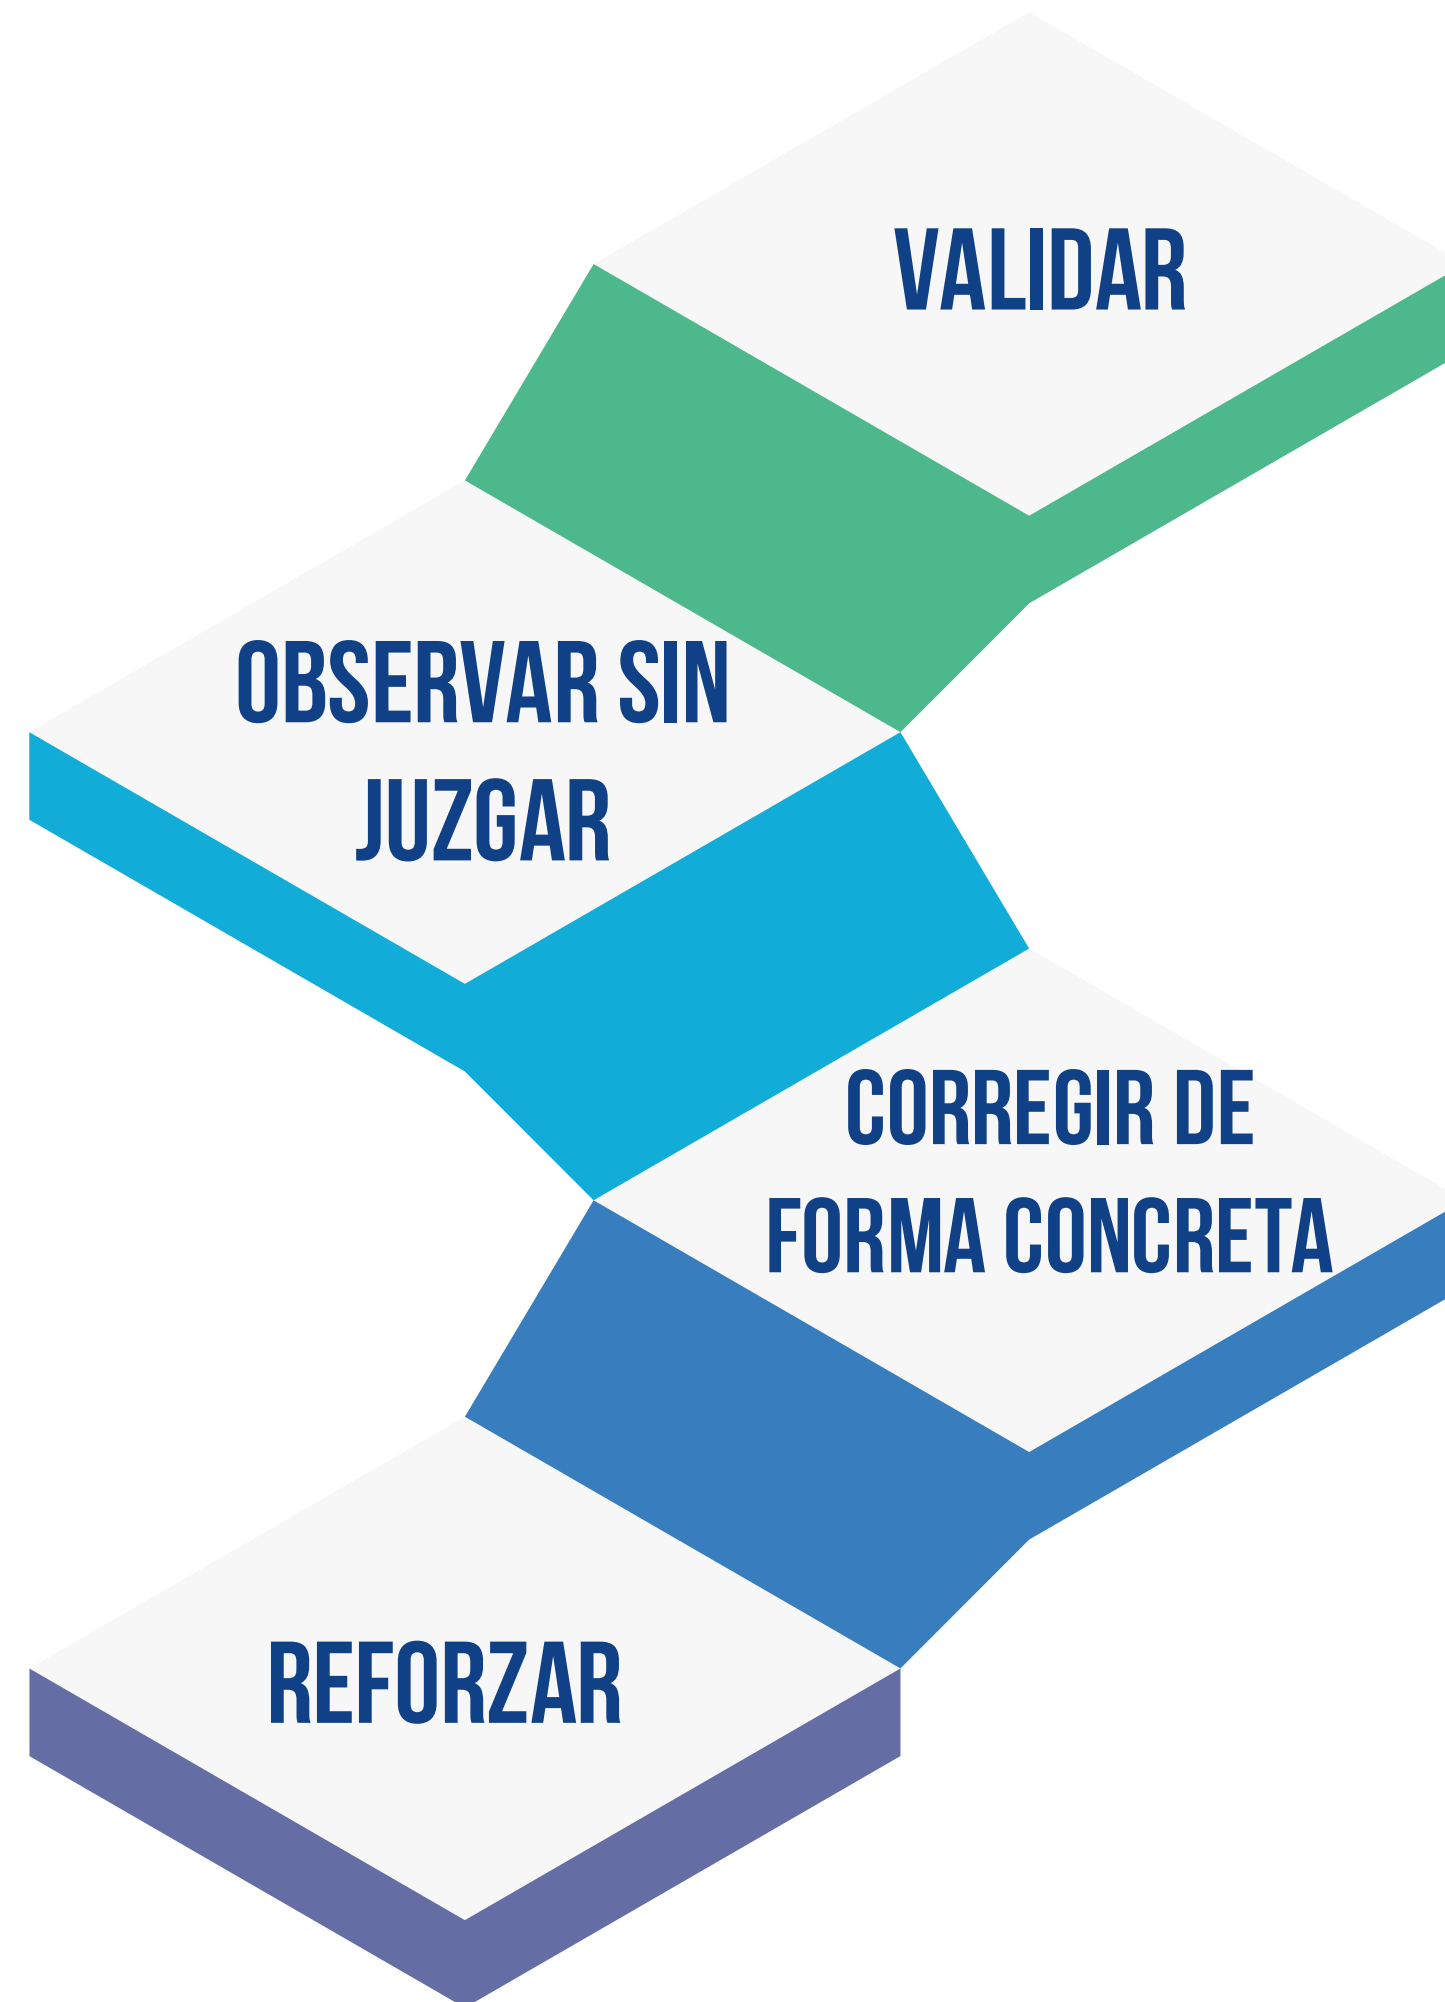 VALIDAR
OBSERVAR SIN
JUZGAR
CORREGIR DE
FORMA CONCRETA
REFORZAR